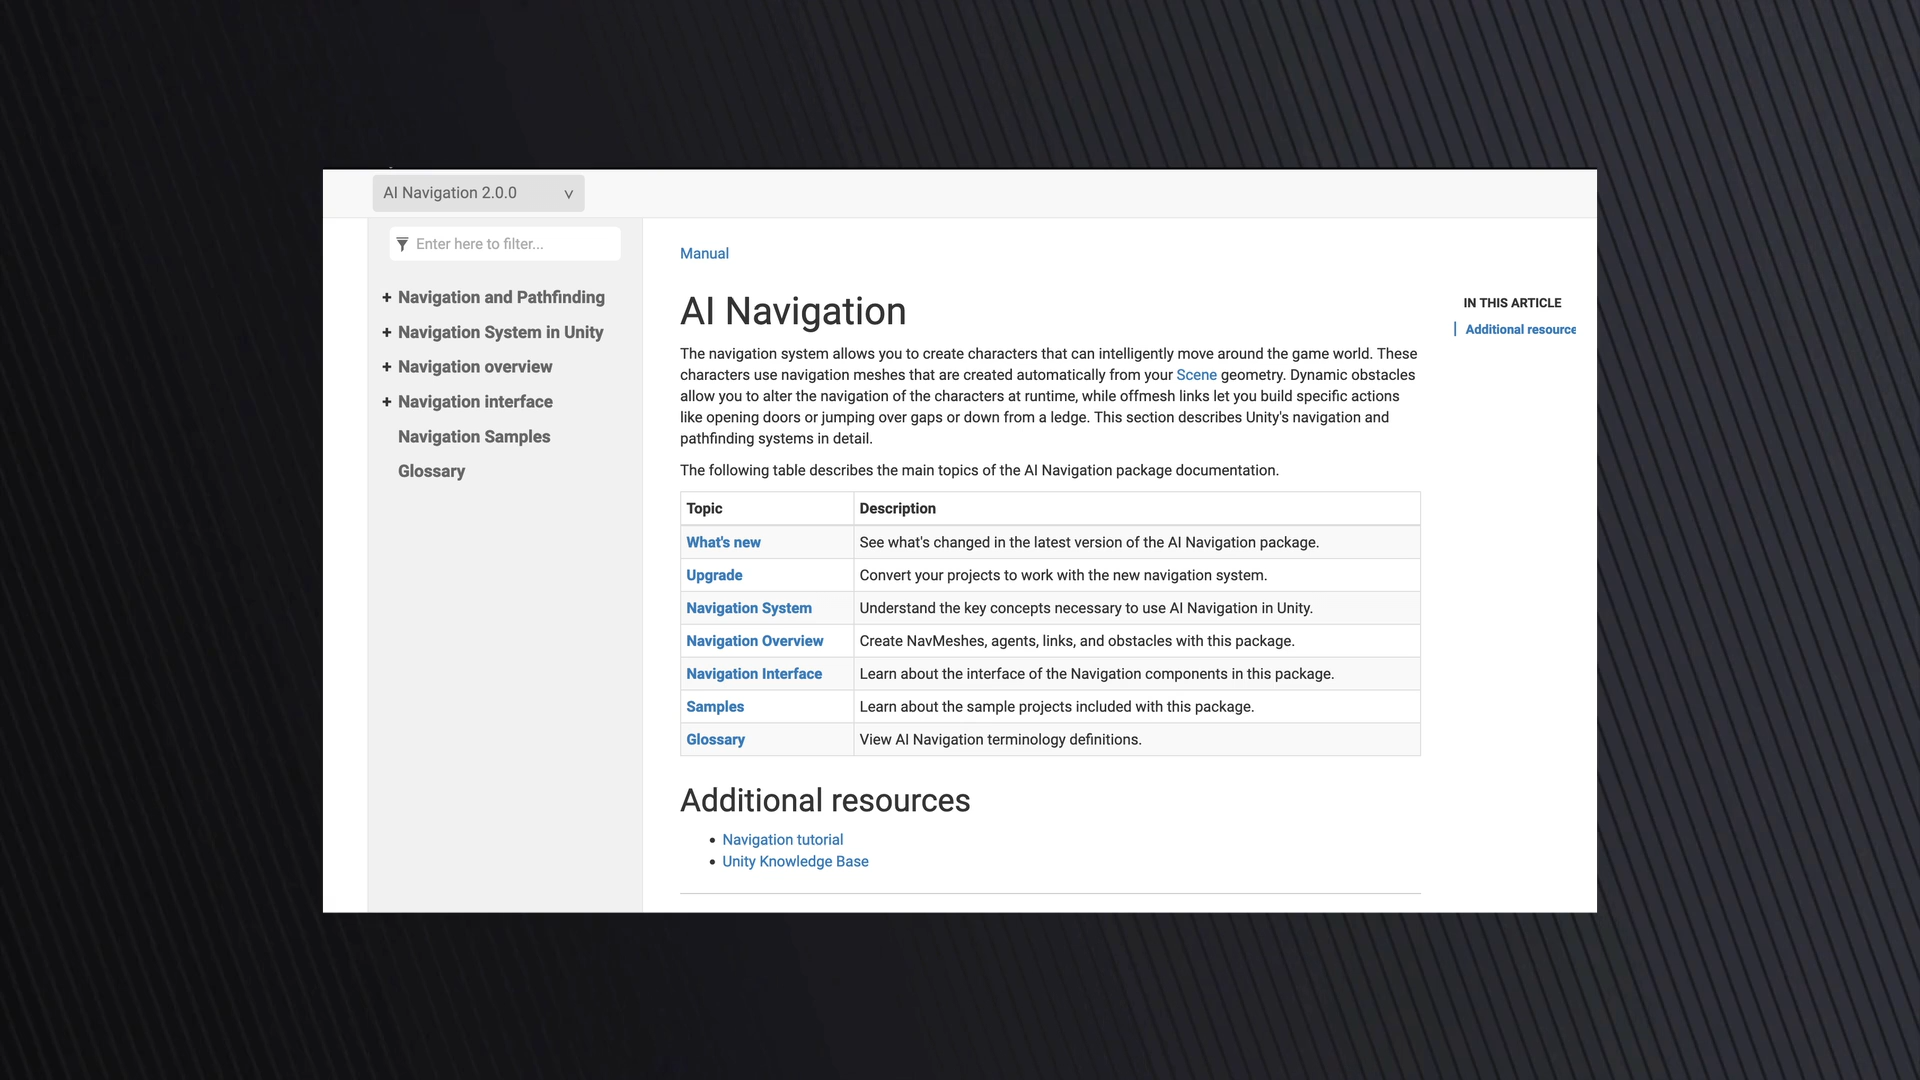 AI Navigation 2.0.0
Enter here to filter...
+ Navigation and Pathfinding
+ Navigation System in Unity
+ Navigation overview
+ Navigation interface
Navigation Samples
Glossary
Manual
AI Navigation
The navigation system allows you to create characters that can intelligently move around the game world. These
characters use navigation meshes that are created automatically from your Scene geometry. Dynamic obstacles
allow you to alter the navigation of the characters at runtime, while offmesh links let you build specific actions
like opening doors or jumping over gaps or down from a ledge. This section describes Unity's navigation and
pathfinding systems in detail.
The following table describes the main topics of the AI Navigation package documentation.
Topic Description
What's new See what's changed in the latest version of the AI Navigation package.
Upgrade Convert your projects to work with the new navigation system.
Navigation System Understand the key concepts necessary to use AI Navigation in Unity.
Navigation Overview Create NavMeshes, agents, links, and obstacles with this package.
Navigation Interface Learn about the interface of the Navigation components in this package.
Samples Learn about the sample projects included with this package.
Glossary View AI Navigation terminology definitions.
Additional resources
• Navigation tutorial
• Unity Knowledge Base
IN THIS ARTICLE
Additional resource